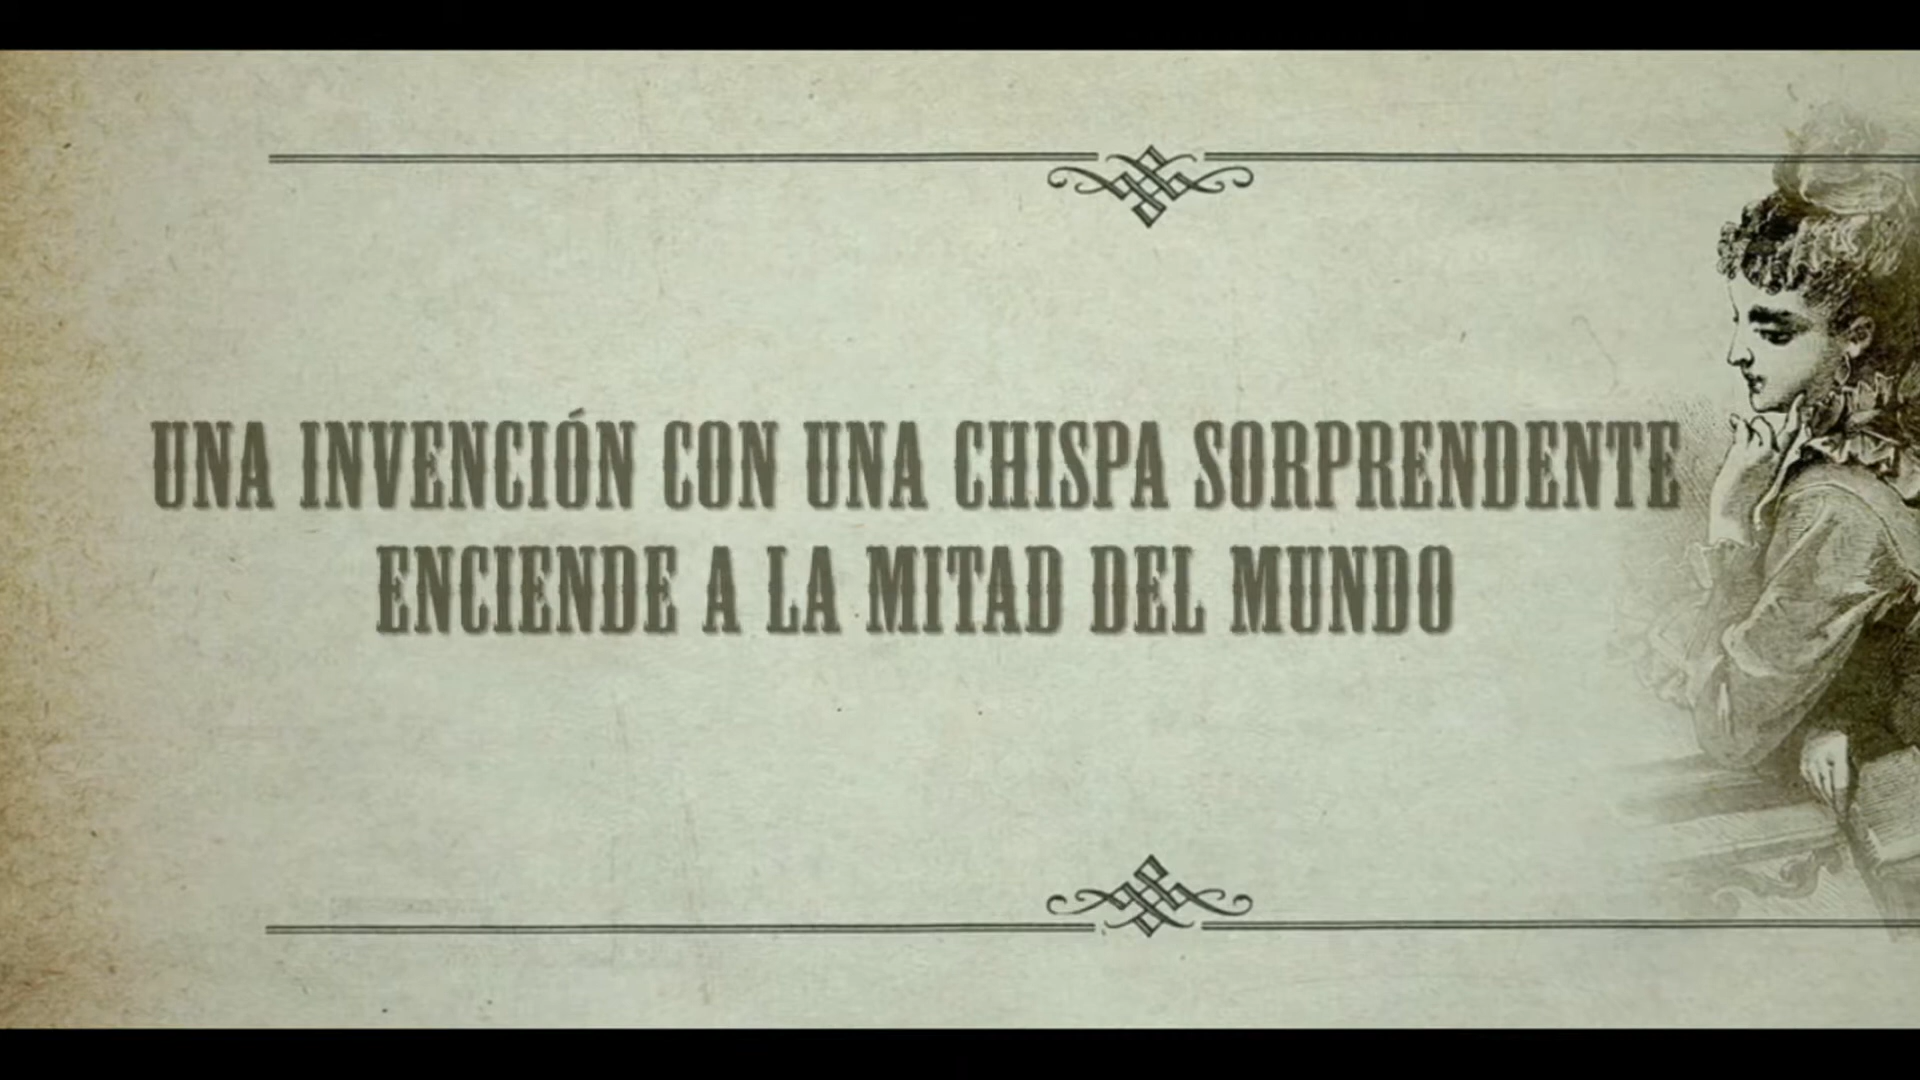 UNA INVENCIÓN CON UNA CHISPA SORPRENDENTE
ENCIENDE A LA MITAD DEL MUNDO